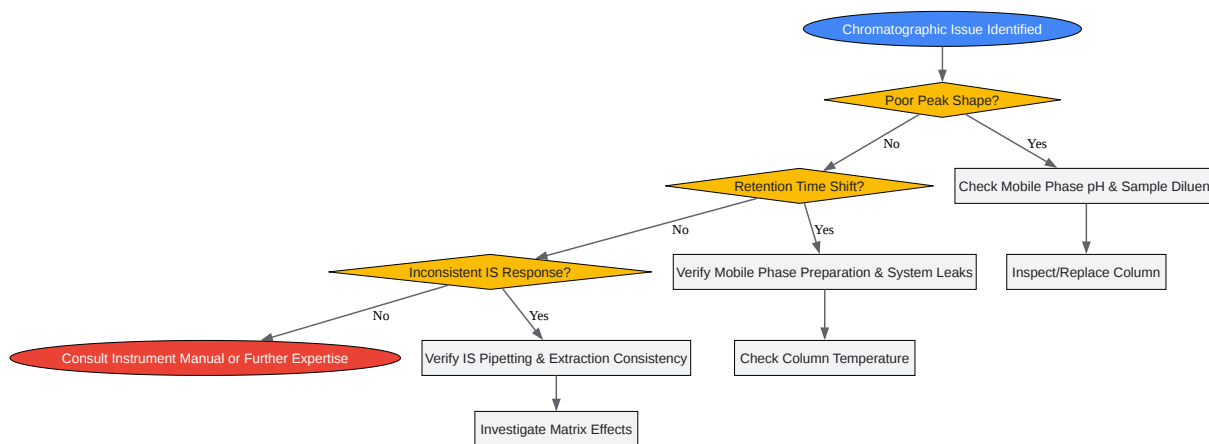 Chromatographic Issue Identified
Poor Peak Shape?
No
Yes
Retention Time Shift?
Check Mobile Phase pH & Sample Diluen
No
Yes
Inconsistent IS Response?
Verify Mobile Phase Preparation & System Leaks
Inspect/Replace Column
No
Yes
Consult Instrument Manual or Further Expertise
Verify IS Pipetting & Extraction Consistency
Check Column Temperature
Investigate Matrix Effects